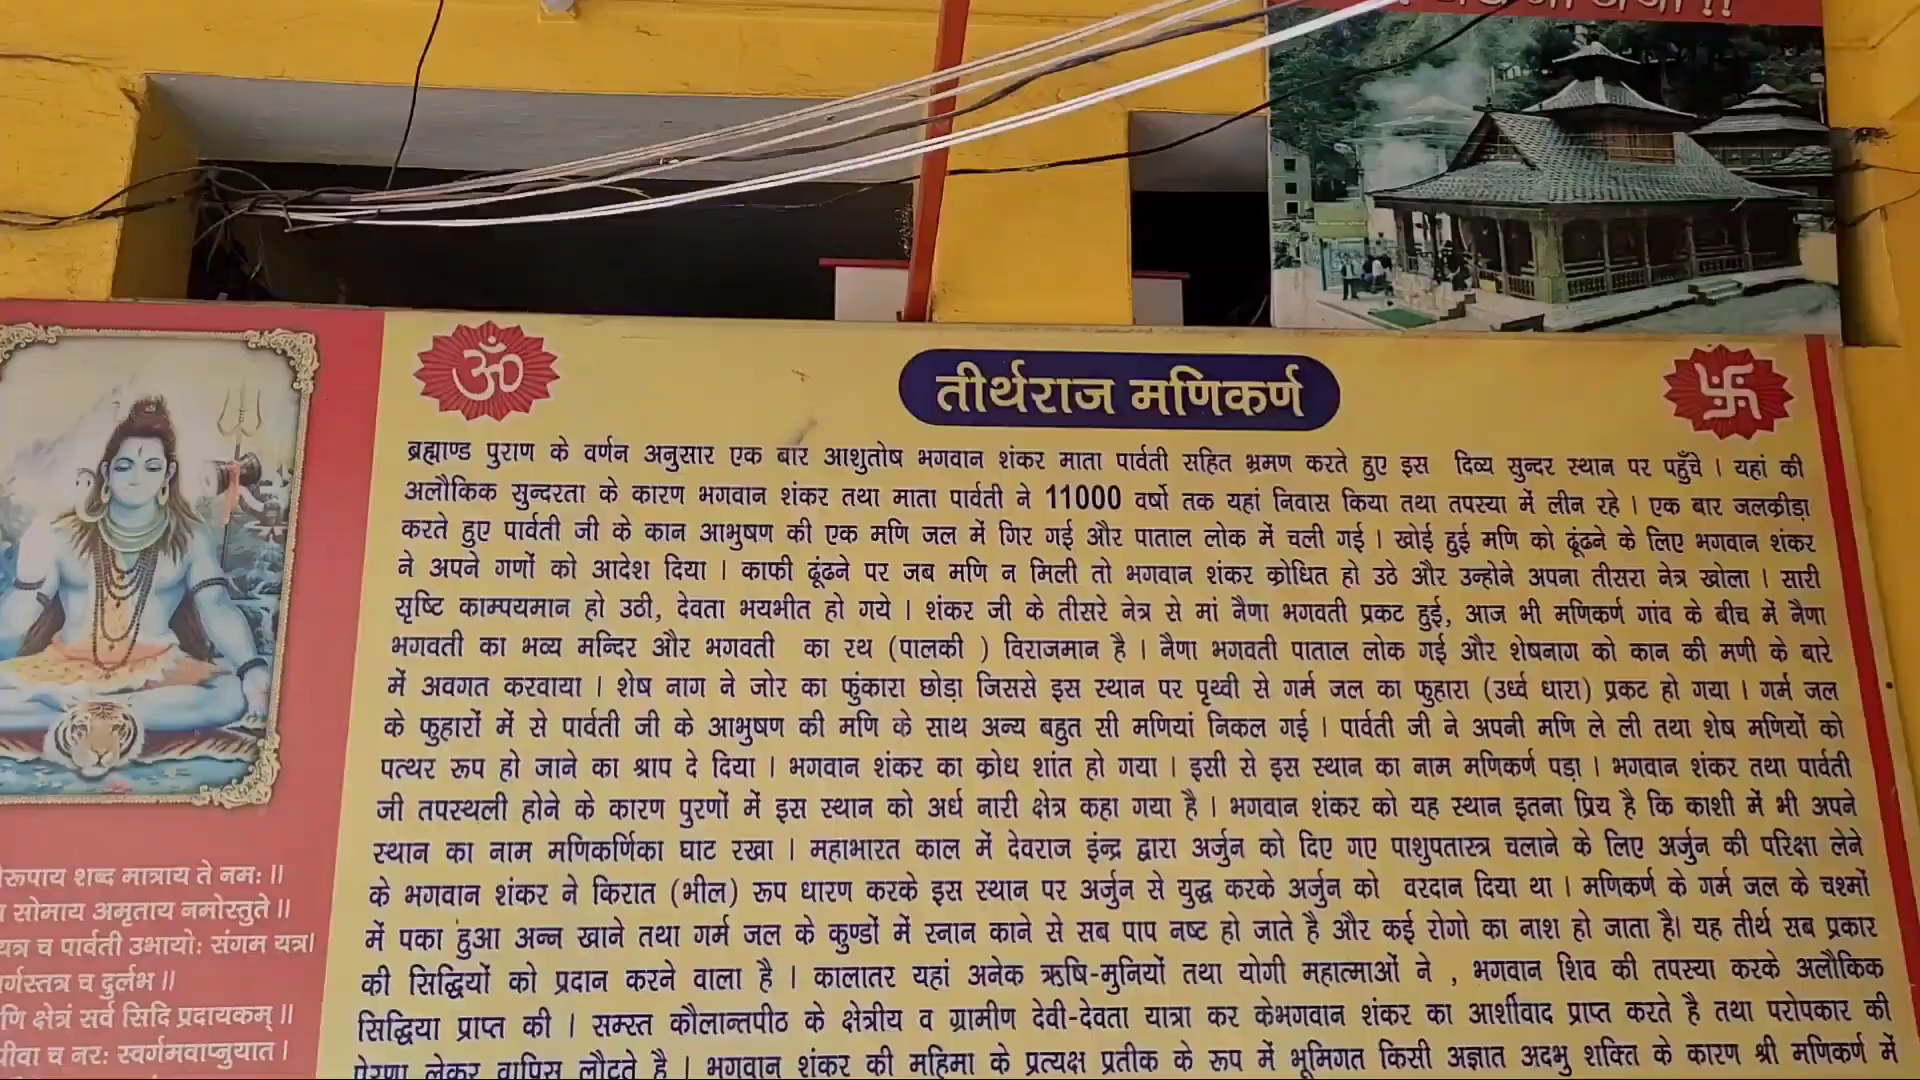 ॐ
तीर्थराज मणिकर्ण
ब्रह्माण्ड पुराण के वर्णन अनुसार एक बार आशुतोष भगवान शंकर माता पार्वती सहित भ्रमण करते हुए इस दिव्य सुन्दर स्थान पर पहुँचे । यहां की
अलौकिक सुन्दरता के कारण भगवान शंकर तथा माता पार्वती ने 11000 वर्षो तक यहां निवास किया तथा तपस्या में लीन रहे । एक बार जलक्रीड़ा
करते हुए पार्वती जी के कान आभुषण की एक मणि जल में गिर गई और पाताल लोक में चली गई । खोई हुई मणि को ढूंढने के लिए भगवान शंकर
ने अपने गणों को आदेश दिया । काफी ढूंढने पर जब मणि न मिली तो भगवान शंकर क्रोधित हो उठे और उन्होने अपना तीसरा नेत्र खोला । सारी
सृष्टि काम्पयमान हो उठी, देवता भयभीत हो गये । शंकर जी के तीसरे नेत्र से मां नैणा भगवती प्रकट हुई, आज भी मणिकर्ण गांव के बीच में नैणा
भगवती का भव्य मन्दिर और भगवती का रथ (पालकी ) विराजमान है । नैणा भगवती पाताल लोक गई और शेषनाग को कान की मणी के बारे
में अवगत करवाया । शेष नाग ने जोर का फुंकारा छोड़ा जिससे इस स्थान पर पृथ्वी से गर्म जल का फुहारा (उर्ध्व धारा) प्रकट हो गया । गर्म जल
के फुहारों में से पार्वती जी के आभुषण की मणि के साथ अन्य बहुत सी मणियां निकल गई । पार्वती जी ने अपनी मणि ले ली तथा शेष मणियों को
पत्थर रूप हो जाने का श्राप दे दिया । भगवान शंकर का क्रोध शांत हो गया । इसी से इस स्थान का नाम मणिकर्ण पड़ा । भगवान शंकर तथा पार्वती
जी तपस्थली होने के कारण पुरणों में इस स्थान को अर्ध नारी क्षेत्र कहा गया है । भगवान शंकर को यह स्थान इतना प्रिय है कि काशी में भी अपने
स्थान का नाम मणिकर्णिका घाट रखा । महाभारत काल में देवराज इंन्द्र द्वारा अर्जुन को दिए गए पाशुपतास्त्र चलाने के लिए अर्जुन की परिक्षा लेने
के भगवान शंकर ने किरात (भील) रूप धारण करके इस स्थान पर अर्जुन से युद्ध करके अर्जुन को वरदान दिया था । मणिकर्ण के गर्म जल के चश्मों
में पका हुंआ अन्न खाने तथा गर्म जल के कुण्डों में स्नान काने से सब पाप नष्ट हो जाते है और कई रोगो का नाश हो जाता है। यह तीर्थ सब प्रकार
की सिद्धियों को प्रदान करने वाला है । कालातर यहां अनेक ऋषि-मुनियों तथा योगी महात्माओं ने , भगवान शिव की तपस्या करके अलौकिक
सिद्धिया प्राप्त की । समस्त कौलान्तपीठ के क्षेत्रीय व ग्रामीण देवी-देवता यात्रा कर केभगवान शंकर का आर्शीवाद प्राप्त करते है तथा परोपकार की
प्रेरणा लेकर वापिस लौटते है । भगवान शंकर की महिमा के प्रत्यक्ष प्रतीक के रूप में भूमिगत किसी अज्ञात अदभु शक्ति के कारण श्री मणिकर्ण में
शब्द मात्राय ते नमः ॥
सोमाय अमृताय नमोस्तुते ॥
यत्र च पार्वती उभायोः संगम यत्र।
च दुर्लभ ॥
क्षेत्रं सर्व सिदि प्रदायकम् ॥
च नरः स्वर्गमवाप्नुयात ।